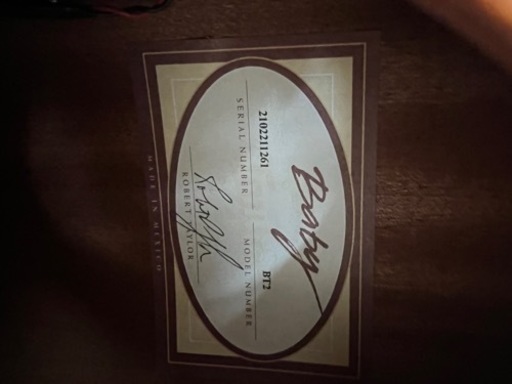 Baby
2102211261 BT2
SERIAL NUMBER MODEL NUMBER
ROBERT TAYLOR
MADE IN MEXICO